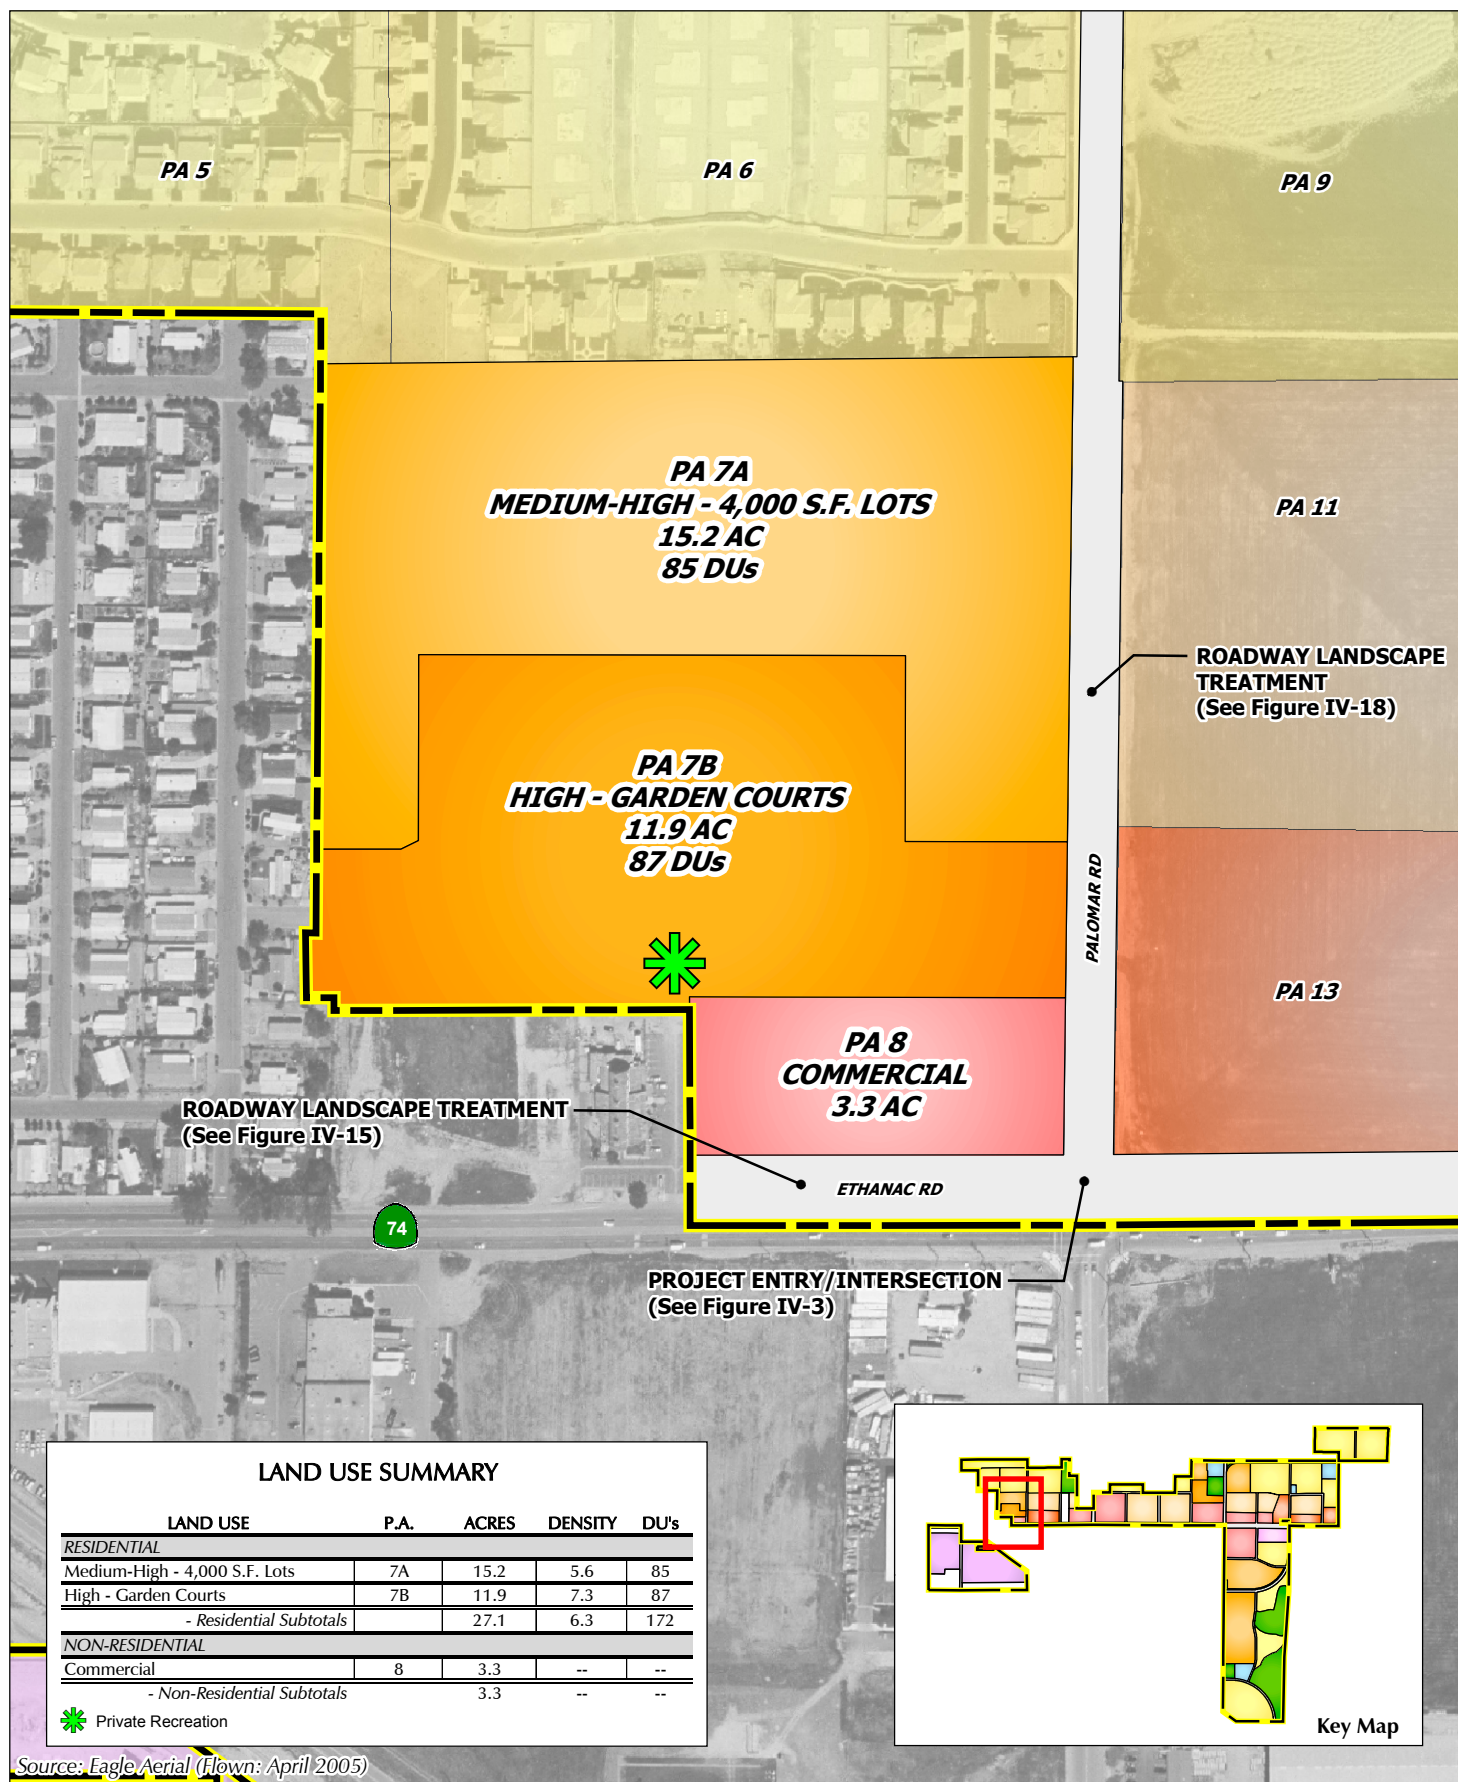 PA 5
PA 6
PA 9
PA 7A
MEDIUM-HIGH - 4,000 S.F. LOTS
15.2 AC
85 DUs
PA 11
ROADWAY LANDSCAPE
TREATMENT
(See Figure IV-18)
PA 7B
HIGH - GARDEN COURTS
11.9 AC
87 DUs
PALOMAR RD
PA 13
PA 8
COMMERCIAL
3.3 AC
ROADWAY LANDSCAPE TREATMENT
(See Figure IV-15)
ETHANAC RD
74
PROJECT ENTRY/INTERSECTION
(See Figure IV-3)
LAND USE SUMMARY
LAND USE P.A. ACRES DENSITY DU's
RESIDENTIAL
Medium-High - 4,000 S.F. Lots 7A 15.2 5.6 85
High - Garden Courts 7B 11.9 7.3 87
- Residential Subtotals 27.1 6.3 172
NON-RESIDENTIAL
Commercial 8 3.3 -- --
- Non-Residential Subtotals 3.3 -- --
Private Recreation
Key Map
Source: Eagle Aerial (Flown: April 2005)